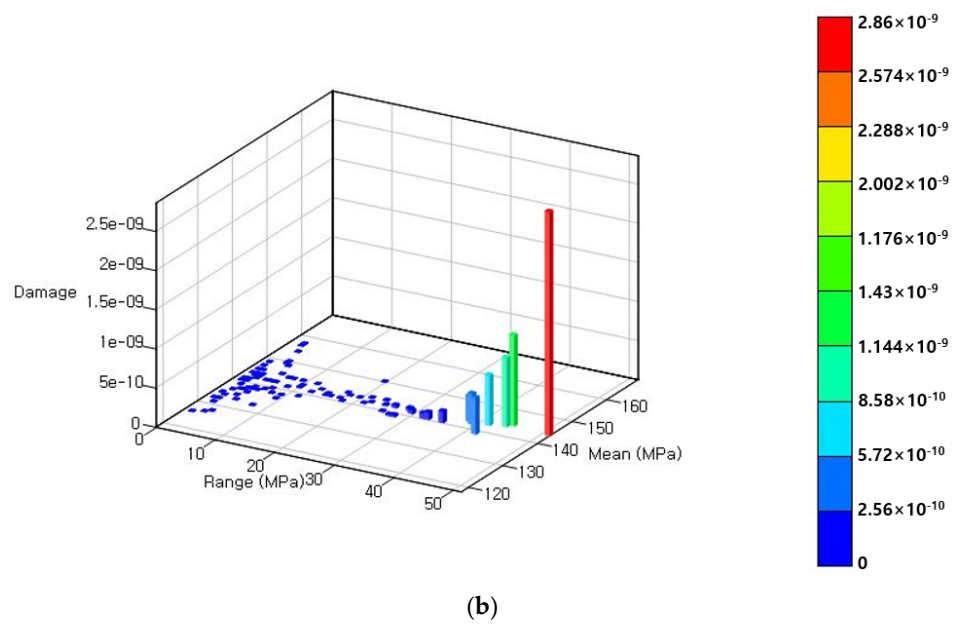 2.86×10-9
2.574×10-9
2.288×10-9
2.002×10-9
1.176×10-9
1.43×10-9
1.144×10-9
8.58×10-10
5.72×10-10
2.56×10-10
0
Damage
2.5e-09
2e-09
1.5e-09
1e-09
5e-10
0
0
10
20
30
40
50
Range (MPa)
120
130
140
150
160
Mean (MPa)
(b)